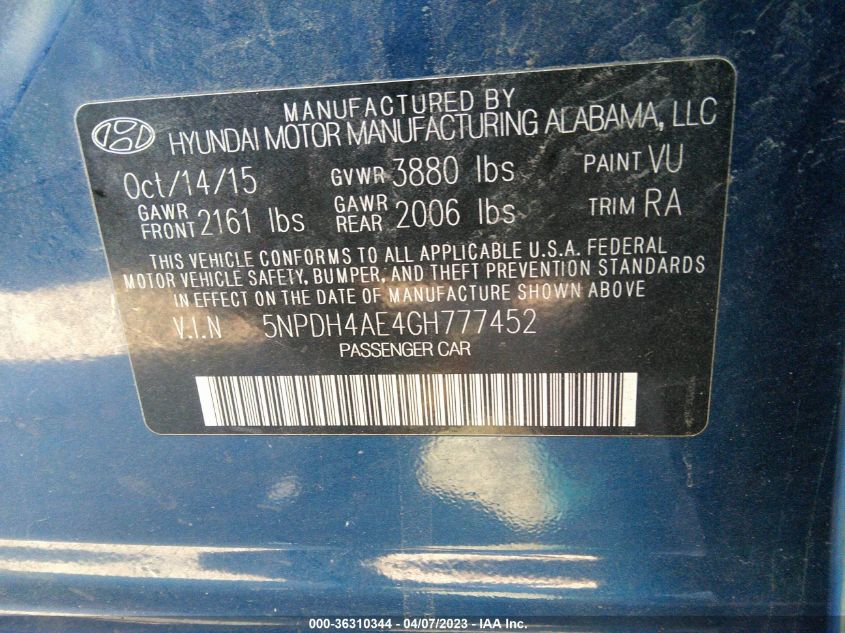 MANUFACTURED BY
HYUNDAI MOTOR MANUFACTURING ALABAMA, LLC
Oct/14/15 GVWR 3880 lbs PAINT VU
GAWR FRONT 2161 lbs GAWR REAR 2006 lbs TRIM RA
THIS VEHICLE CONFORMS TO ALL APPLICABLE U.S.A. FEDERAL
MOTOR VEHICLE SAFETY, BUMPER, AND THEFT PREVENTION STANDARDS
IN EFFECT ON THE DATE OF MANUFACTURE SHOWN ABOVE
V.I.N 5NPDH4AE4GH777452
PASSENGER CAR
000-36310344 - 04/07/2023 - IAA Inc.